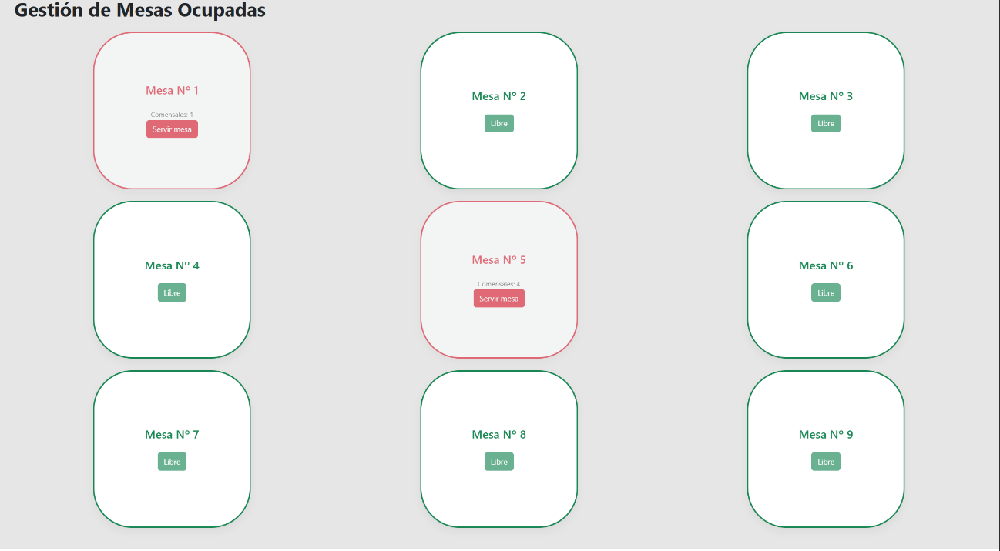 Gestión de Mesas Ocupadas
Mesa Nº 1
Comensales: 1
Servir mesa
Mesa Nº 2
Libre
Mesa Nº 3
Libre
Mesa Nº 4
Libre
Mesa Nº 5
Comensales: 4
Servir mesa
Mesa Nº 6
Libre
Mesa Nº 7
Libre
Mesa Nº 8
Libre
Mesa Nº 9
Libre